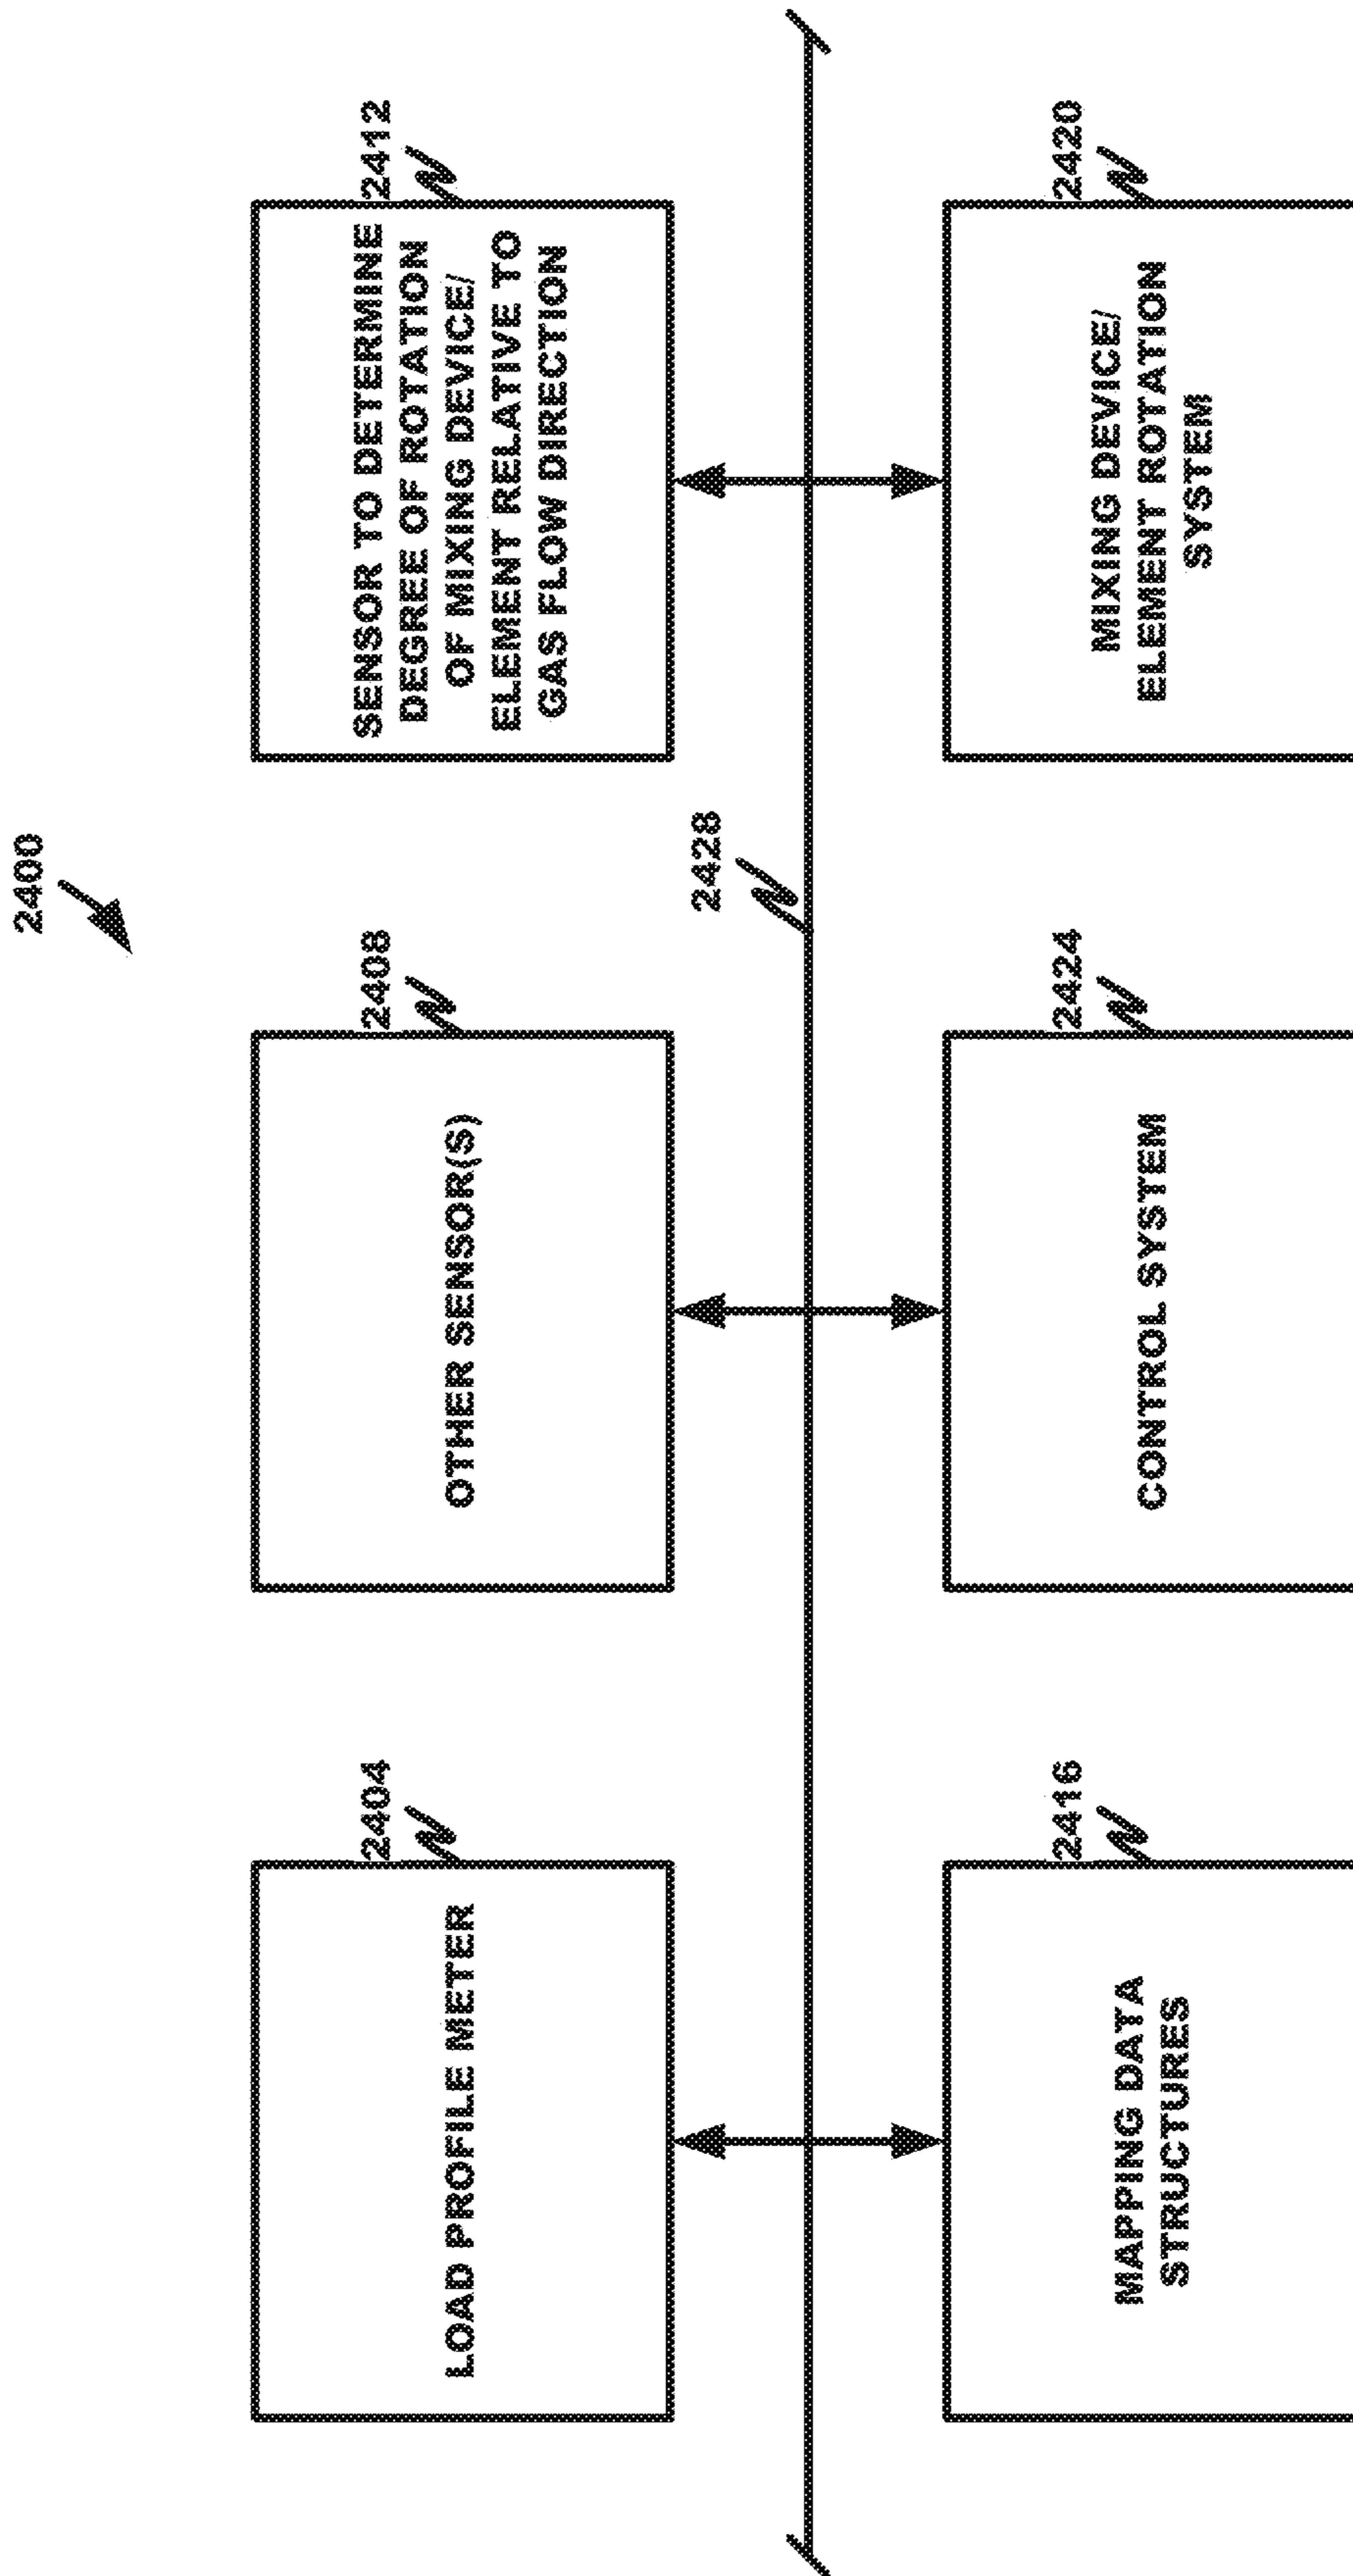 2400
2404
LOAD PROFILE METER
2408
OTHER SENSOR(S)
2412
SENSOR TO DETERMINE
DEGREE OF ROTATION
OF MIXING DEVICE/
ELEMENT RELATIVE TO
GAS FLOW DIRECTION
2428
2416
MAPPING DATA
STRUCTURES
2424
CONTROL SYSTEM
2420
MIXING DEVICE/
ELEMENT ROTATION
SYSTEM